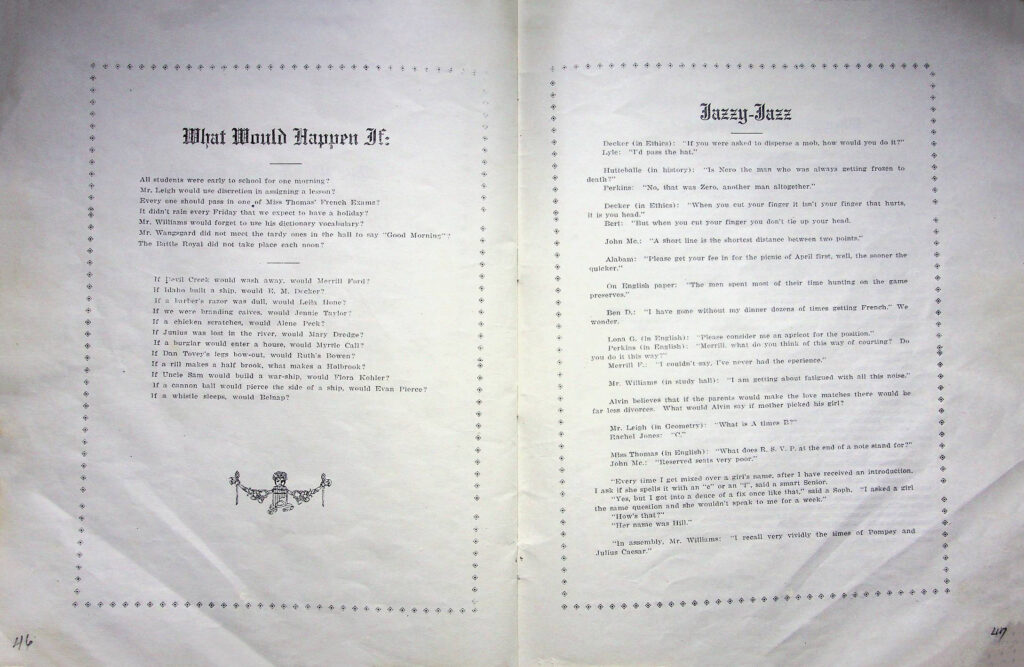 What Would Happen If:
All students were early to school for one morning?
Mr. Leigh would use discretion in assigning a lesson?
Every one should pass in one of Miss Thomas' French Exams?
It didn't rain every Friday that we expect to have a holiday?
Mr. Williams would forget to use his dictionary vocabulary?
Mr. Wangsgard did not meet the tardy ones in the hall to say "Good Morning"?
The Battle Royal did not take place each noon?
If Devil Creek would wash away, would Merrill Ford?
If Idaho built a ship, would E. M. Decker?
If a barber's razor was dull, would Leila Hone?
If we were branding calves, would Jennie Taylor?
If a chicken scratches, would Alene Peck?
If Junius was lost in the river, would Mary Dredge?
If a burglar would enter a house, would Myrtle Call?
If Dan Tovey's legs bow-out, would Ruth's Bowen?
If a rill makes a half brook, what makes a Holbrook?
If Uncle Sam would build a war-ship, would Flora Kohler?
If a cannon ball would pierce the side of a ship, would Evan Pierce?
If a whistle sleeps, would Belnap?
46
Jazzy-Jazz
Decker (in Ethics): "If you were asked to disperse a mob, how would you do it?"
Lyle: "I'd pass the hat."
Hutteballe (in history): "Is Nero the man who was always getting frozen to
death?"
Perkins: "No, that was Zero, another man altogether."
Decker (in Ethics): "When you cut your finger it isn't your finger that hurts,
it is you head."
Bert: "But when you cut your finger you don't tie up your head.
John Mc.: "A short line is the shortest distance between two points."
Alabam: "Please get your fee in for the picnic of April first, well, the sooner the
quicker."
On English paper: "The men spent most of their time hunting on the game
preserves."
Ben D.: "I have gone without my dinner dozens of times getting French." We
wonder.
Lona G. (in English): "Please consider me an apricot for the position."
Perkins (in English): "Merrill, what do you think of this way of courting? Do
you do it this way?"
Merrill F.: "I couldn't say, I've never had the eperience."
Mr. Williams (in study hall): "I am getting about fatigued with all this noise."
Alvin believes that if the parents would make the love matches there would be
far less divorces. What would Alvin say if mother picked his girl?
Mr. Leigh (in Geometry): "What is A times B?"
Rachel Jones: "C."
Miss Thomas (in English): "What does R. S. V. P. at the end of a note stand for?"
John Mc.: "Reserved seats very poor."
"Every time I get mixed over a girl's name, after I have received an introduction,
I ask if she spells it with an "e" or an "i", said a smart Senior.
"Yes, but I got into a deuce of a fix once like that," said a Soph. "I asked a girl
the same question and she wouldn't speak to me for a week."
"How's that?"
"Her name was Hill."
"In assembly, Mr. Williams: "I recall very vividly the times of Pompey and
Julius Caesar."
47